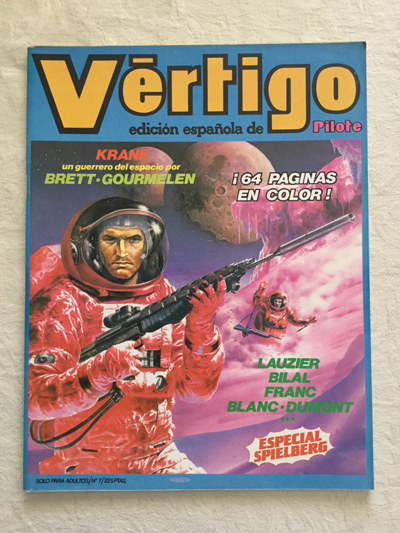 Vērtigo
edición española de Pilote
KRANE
un guerrero del espacio por
BRETT·GOURMELEN
¡64 PAGINAS
EN COLOR!
LAUZIER
BILAL
FRANC
BLANC·DUMONT
...
ESPECIAL
SPIELBERG
SOLO PARA ADULTOS/Nº 7/225 PTAS.